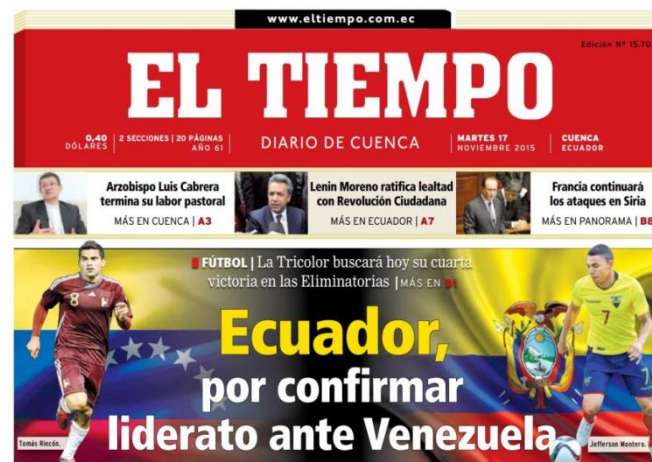 www.eltiempo.com.ec
Edición Nº 15.70
EL TIEMPO
0,40
DÓLARES
2 SECCIONES | 20 PÁGINAS
AÑO 61
DIARIO DE CUENCA
MARTES 17
NOVIEMBRE 2015
CUENCA
ECUADOR
Arzobispo Luis Cabrera
termina su labor pastoral
MÁS EN CUENCA | A3
Lenin Moreno ratifica lealtad
con Revolución Ciudadana
MÁS EN ECUADOR | A7
Francia continuará
los ataques en Siria
MÁS EN PANORAMA | B8
FÚTBOL | La Tricolor buscará hoy su cuarta
victoria en las Eliminatorias | MÁS EN
8
7
Ecuador,
por confirmar
liderato ante Venezuela
Tomás Rincón.
Jefferson Montero.